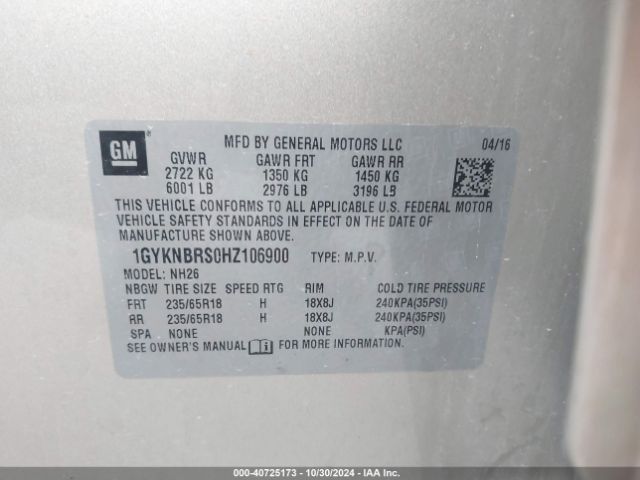 GM
®
MFD BY GENERAL MOTORS LLC 04/16
GVWR GAWR FRT GAWR RR
2722 KG 1350 KG 1450 KG
6001 LB 2976 LB 3196 LB
THIS VEHICLE CONFORMS TO ALL APPLICABLE U.S. FEDERAL MOTOR
VEHICLE SAFETY STANDARDS IN EFFECT ON THE DATE OF
MANUFACTURE SHOWN ABOVE.
1GYKNBRS0HZ106900 TYPE: M.P.V.
MODEL: NH26
NBGW TIRE SIZE SPEED RTG RIM COLD TIRE PRESSURE
FRT 235/65R18 H 18X8J 240KPA(35PSI)
RR 235/65R18 H 18X8J 240KPA(35PSI)
SPA NONE NONE KPA(PSI)
SEE OWNER'S MANUAL FOR MORE INFORMATION.
000-40725173 - 10/30/2024 - IAA Inc.